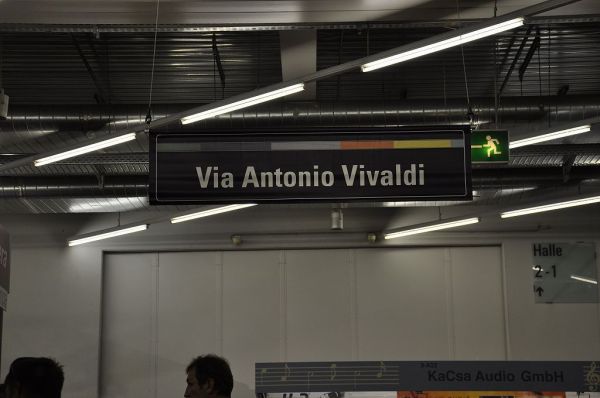 Via Antonio Vivaldi
Halle
2-1
KaCsa Audio GmbH